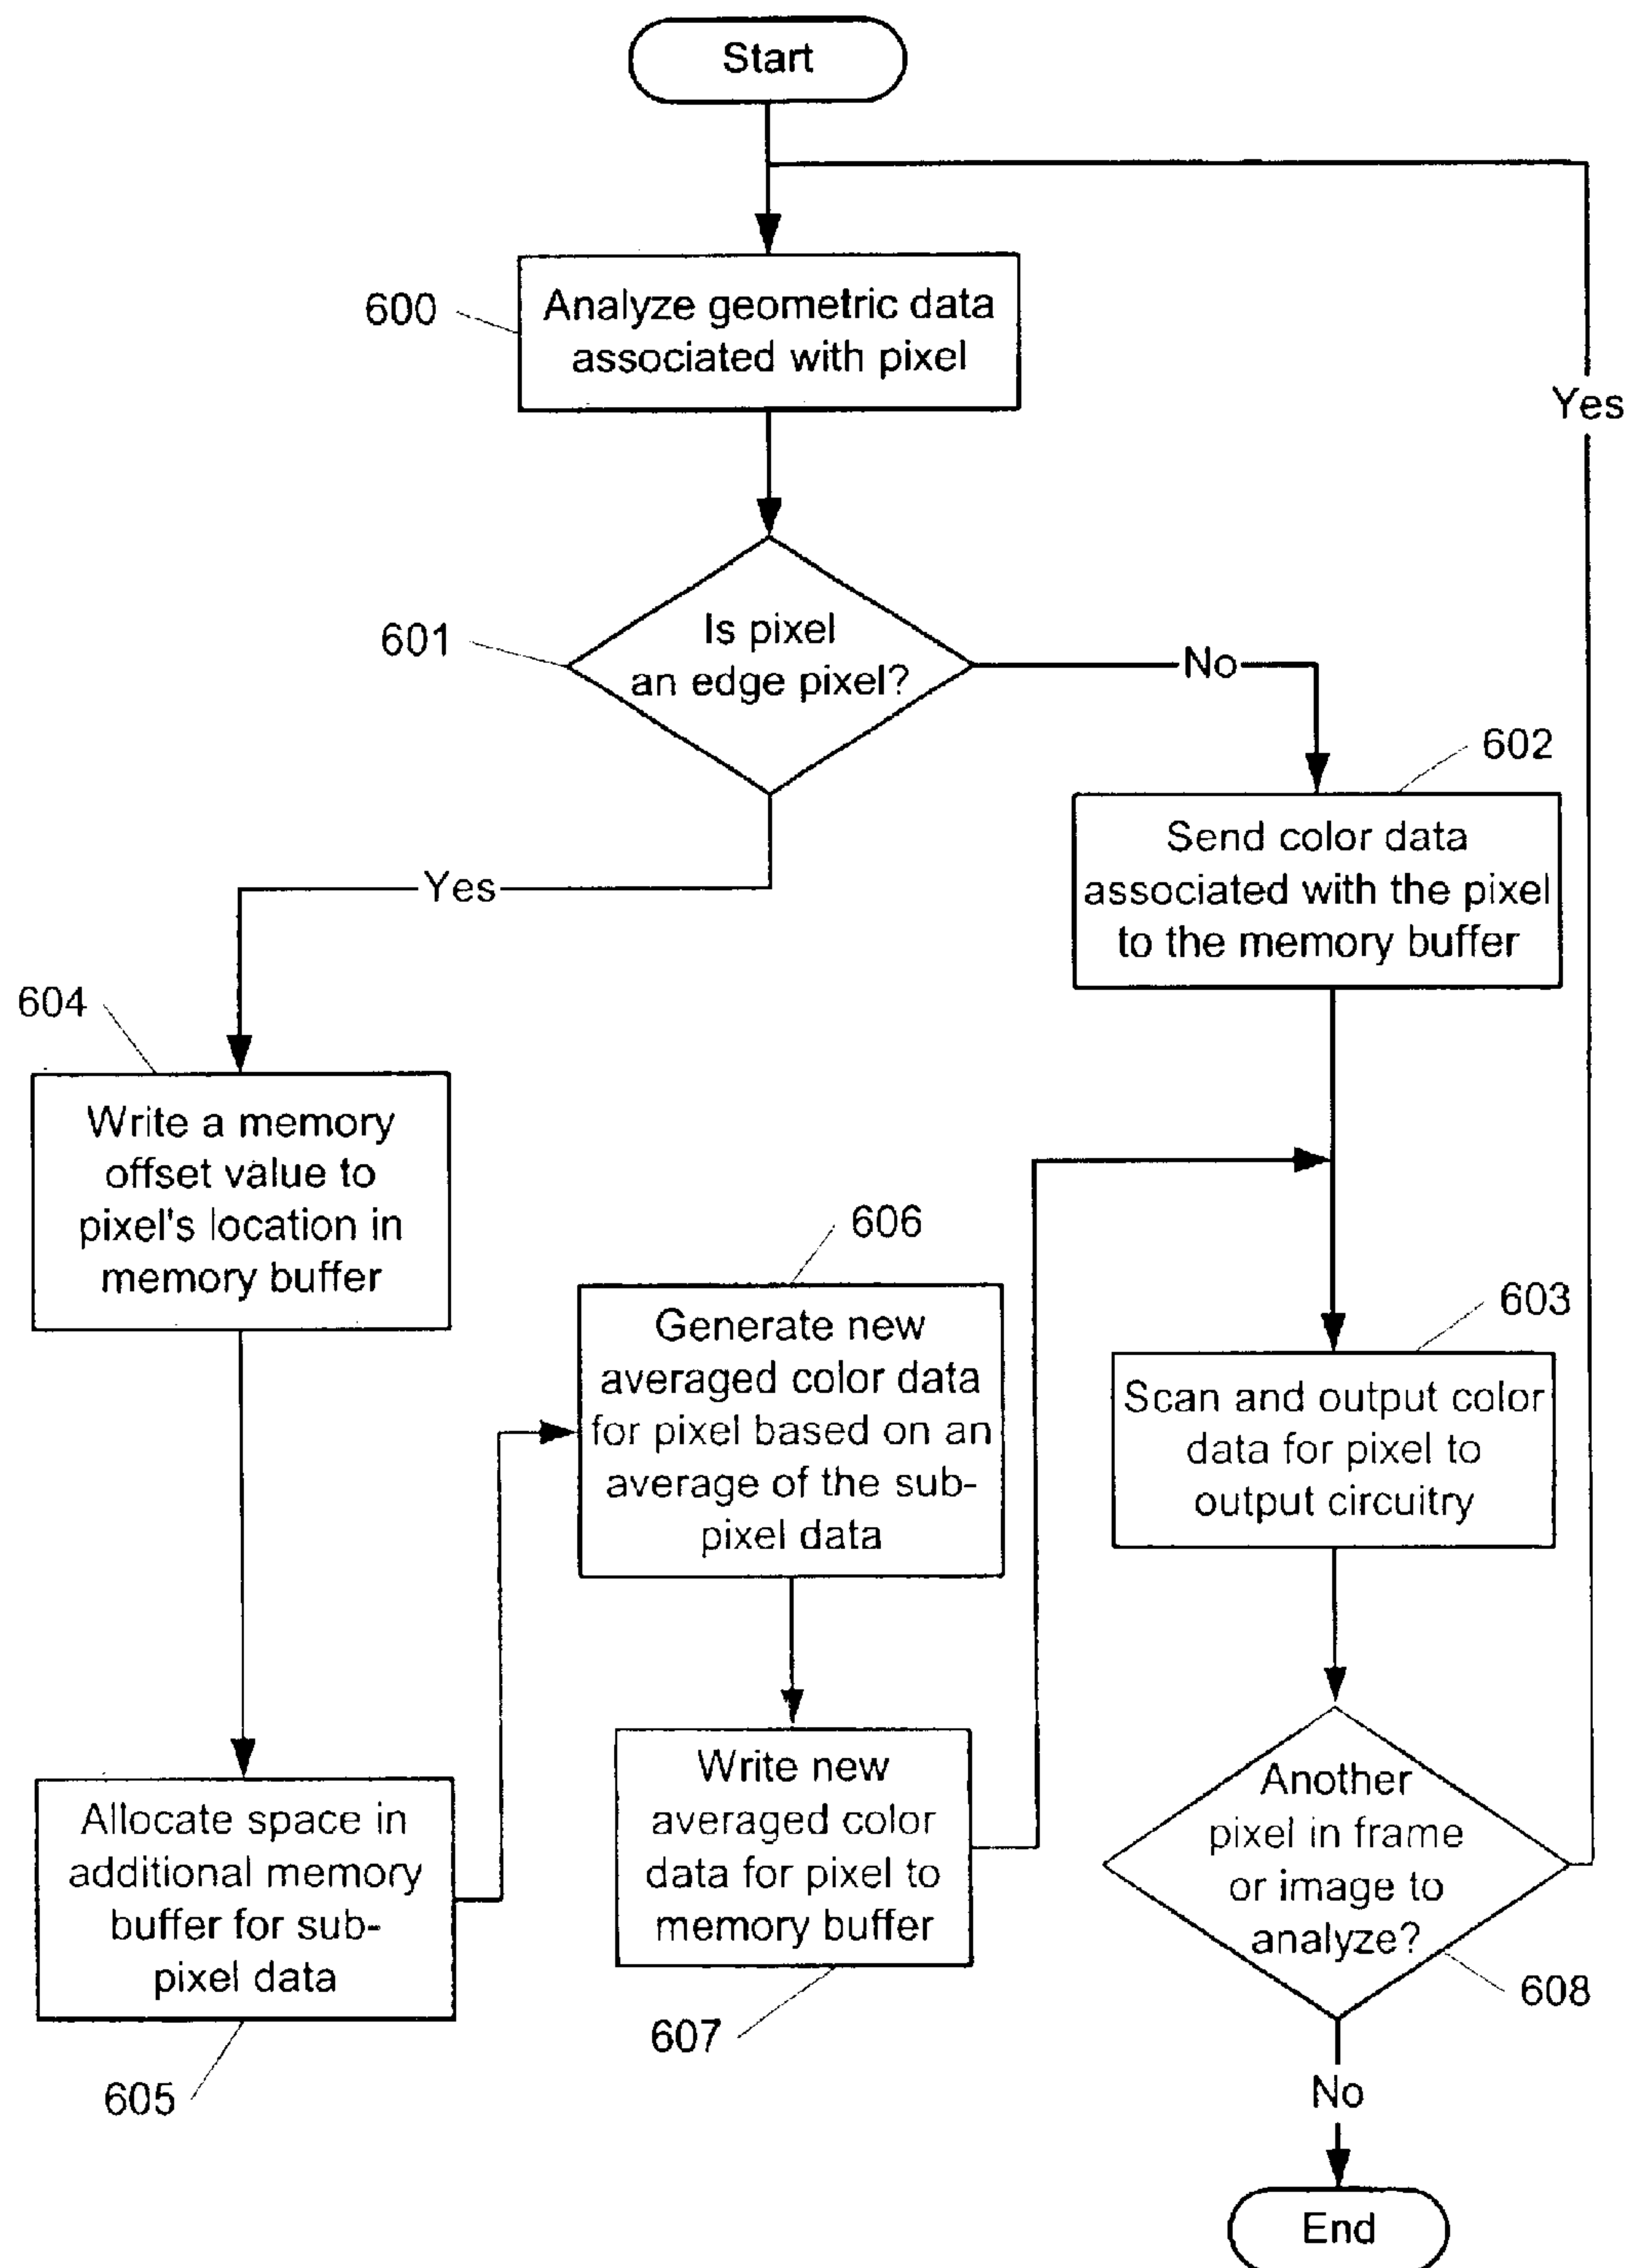 Start
600
Analyze geometric data
associated with pixel
Yes
601
Is pixel
an edge pixel?
No
602
Send color data
associated with the pixel
to the memory buffer
Yes
604
Write a memory
offset value to
pixel's location in
memory buffer
606
Generate new
averaged color data
for pixel based on an
average of the sub-
pixel data
603
Scan and output color
data for pixel to
output circuitry
Allocate space in
additional memory
buffer for sub-
pixel data
605
Write new
averaged color
data for pixel to
memory buffer
607
Another
pixel in frame
or image to
analyze?
608
No
End